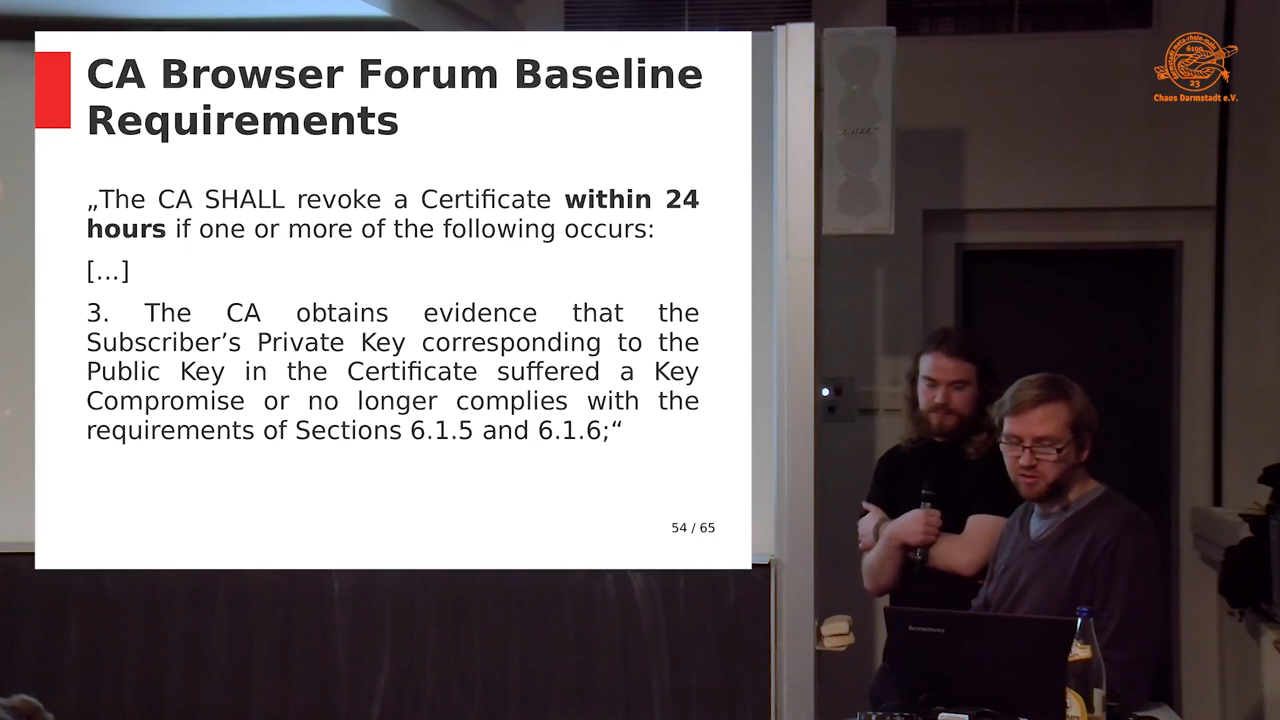 CA Browser Forum Baseline
Requirements
„The CA SHALL revoke a Certificate within 24
hours if one or more of the following occurs:
[...]
3. The CA obtains evidence that the
Subscriber’s Private Key corresponding to the
Public Key in the Certificate suffered a Key
Compromise or no longer complies with the
requirements of Sections 6.1.5 and 6.1.6;“
54 / 65
6100
23
Chaos Darmstadt e.V.
BOSE